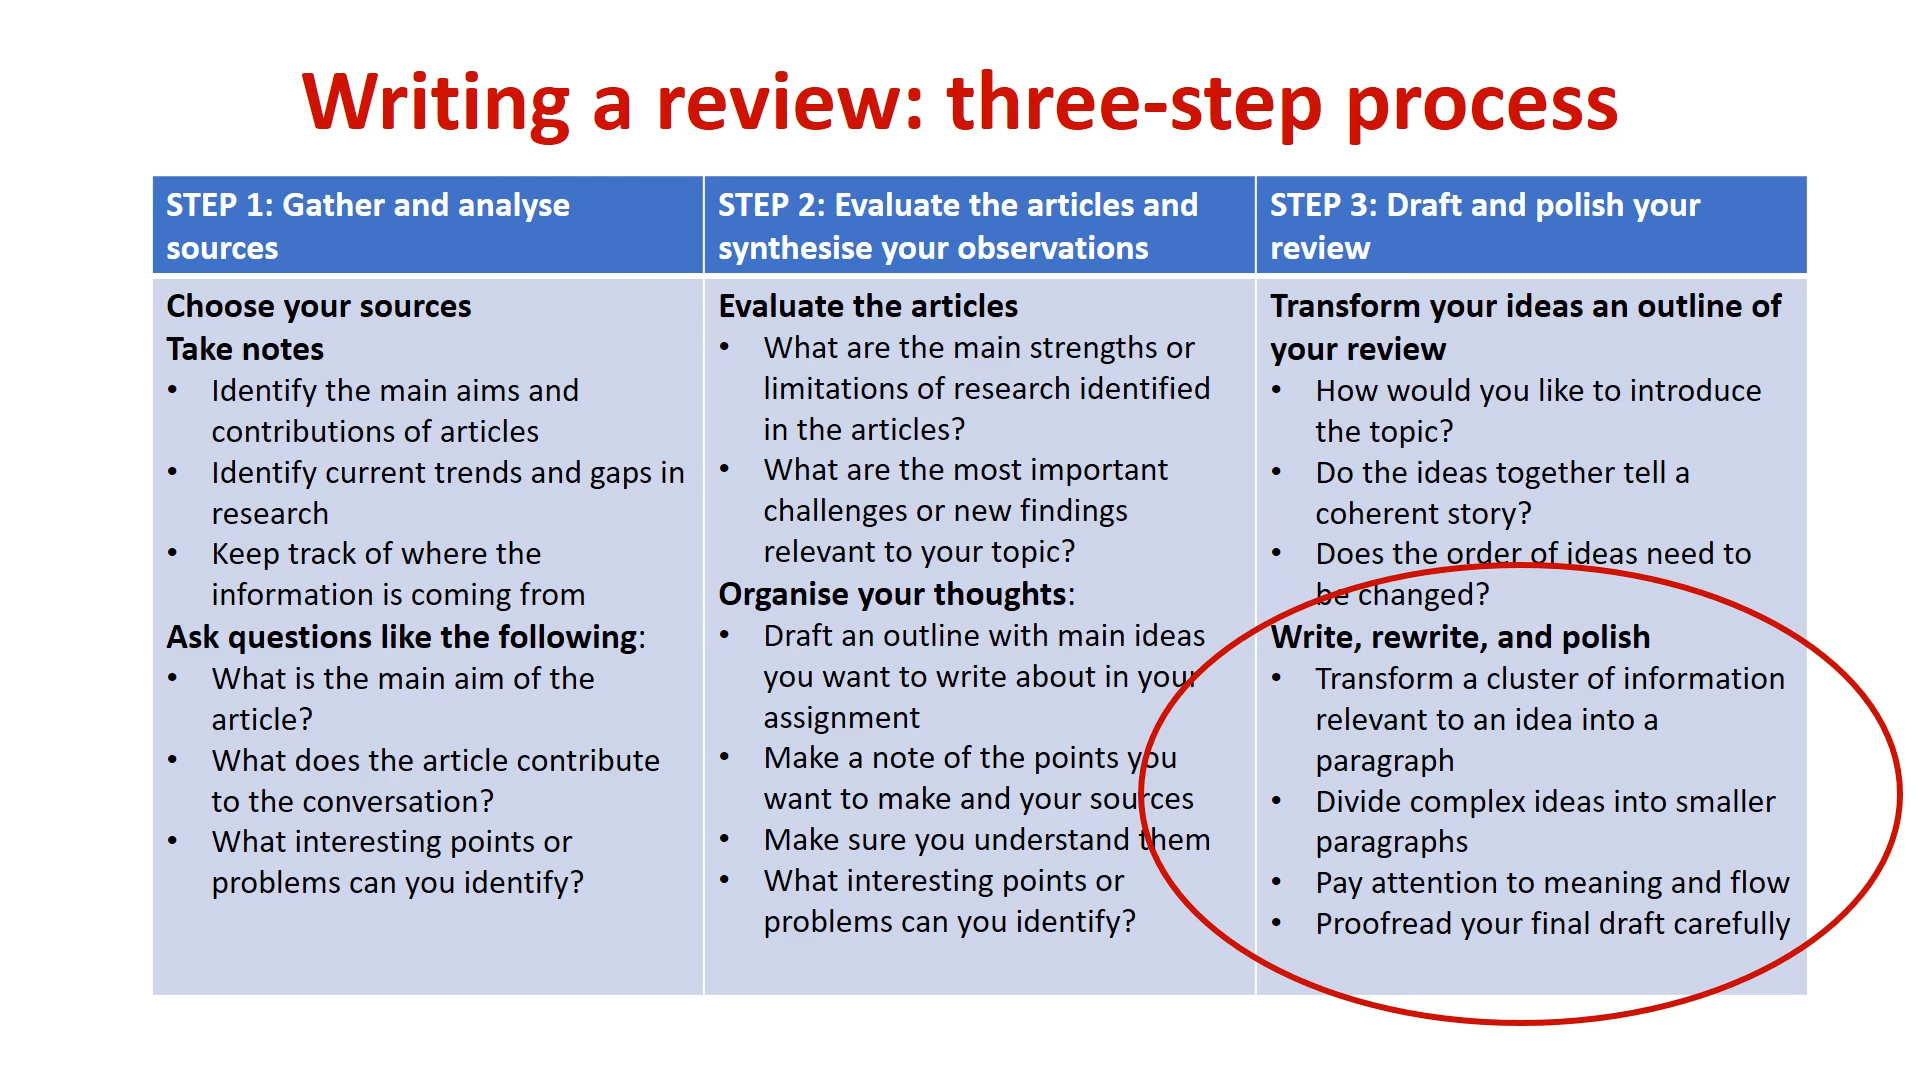 Writing a review: three-step process
STEP 1: Gather and analyse
sources
Choose your sources
Take notes
• Identify the main aims and
contributions of articles
• Identify current trends and gaps in
research
• Keep track of where the
information is coming from
Ask questions like the following:
• What is the main aim of the
article?
• What does the article contribute
to the conversation?
• What interesting points or
problems can you identify?
STEP 2: Evaluate the articles and
synthesise your observations
Evaluate the articles
• What are the main strengths or
limitations of research identified
in the articles?
• What are the most important
challenges or new findings
relevant to your topic?
Organise your thoughts:
• Draft an outline with main ideas
you want to write about in your
assignment
• Make a note of the points you
want to make and your sources
• Make sure you understand them
• What interesting points or
problems can you identify?
STEP 3: Draft and polish your
review
Transform your ideas an outline of
your review
• How would you like to introduce
the topic?
• Do the ideas together tell a
coherent story?
• Does the order of ideas need to
be changed?
Write, rewrite, and polish
• Transform a cluster of information
relevant to an idea into a
paragraph
• Divide complex ideas into smaller
paragraphs
• Pay attention to meaning and flow
• Proofread your final draft carefully